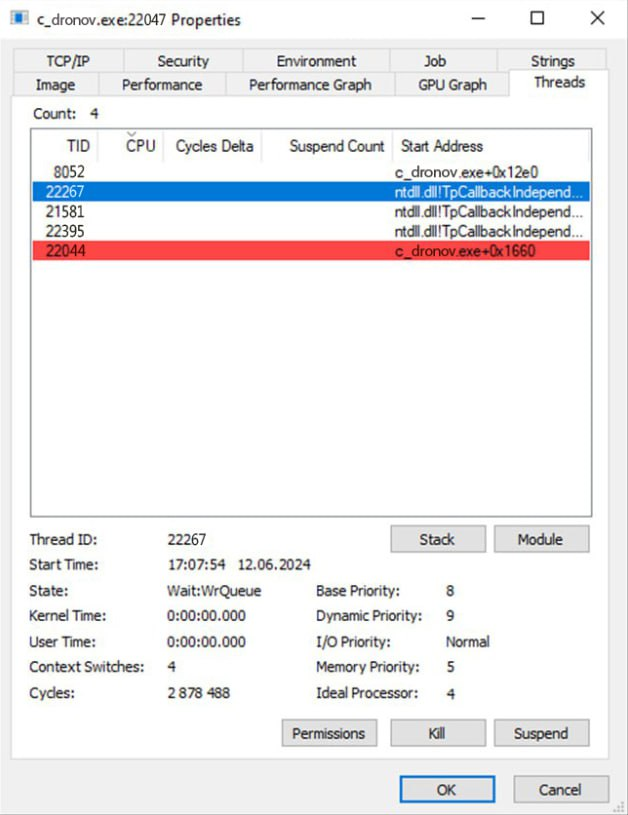 c_dronov.exe:22047 Properties
TCP/IP Security Environment Job Strings
Image Performance Performance Graph GPU Graph Threads
Count: 4
TID CPU Cycles Delta Suspend Count Start Address
8052 c_dronov.exe+0x12e0
22267 ntdll.dll!TpCallbackIndepend...
21581 ntdll.dll!TpCallbackIndepend...
22395 ntdll.dll!TpCallbackIndepend...
22044 c_dronov.exe+0x1660
Thread ID: 22267 Stack Module
Start Time: 17:07:54 12.06.2024
State: Wait:WrQueue Base Priority: 8
Kernel Time: 0:00:00.000 Dynamic Priority: 9
User Time: 0:00:00.000 I/O Priority: Normal
Context Switches: 4 Memory Priority: 5
Cycles: 2 878 488 Ideal Processor: 4
Permissions Kill Suspend
OK Cancel